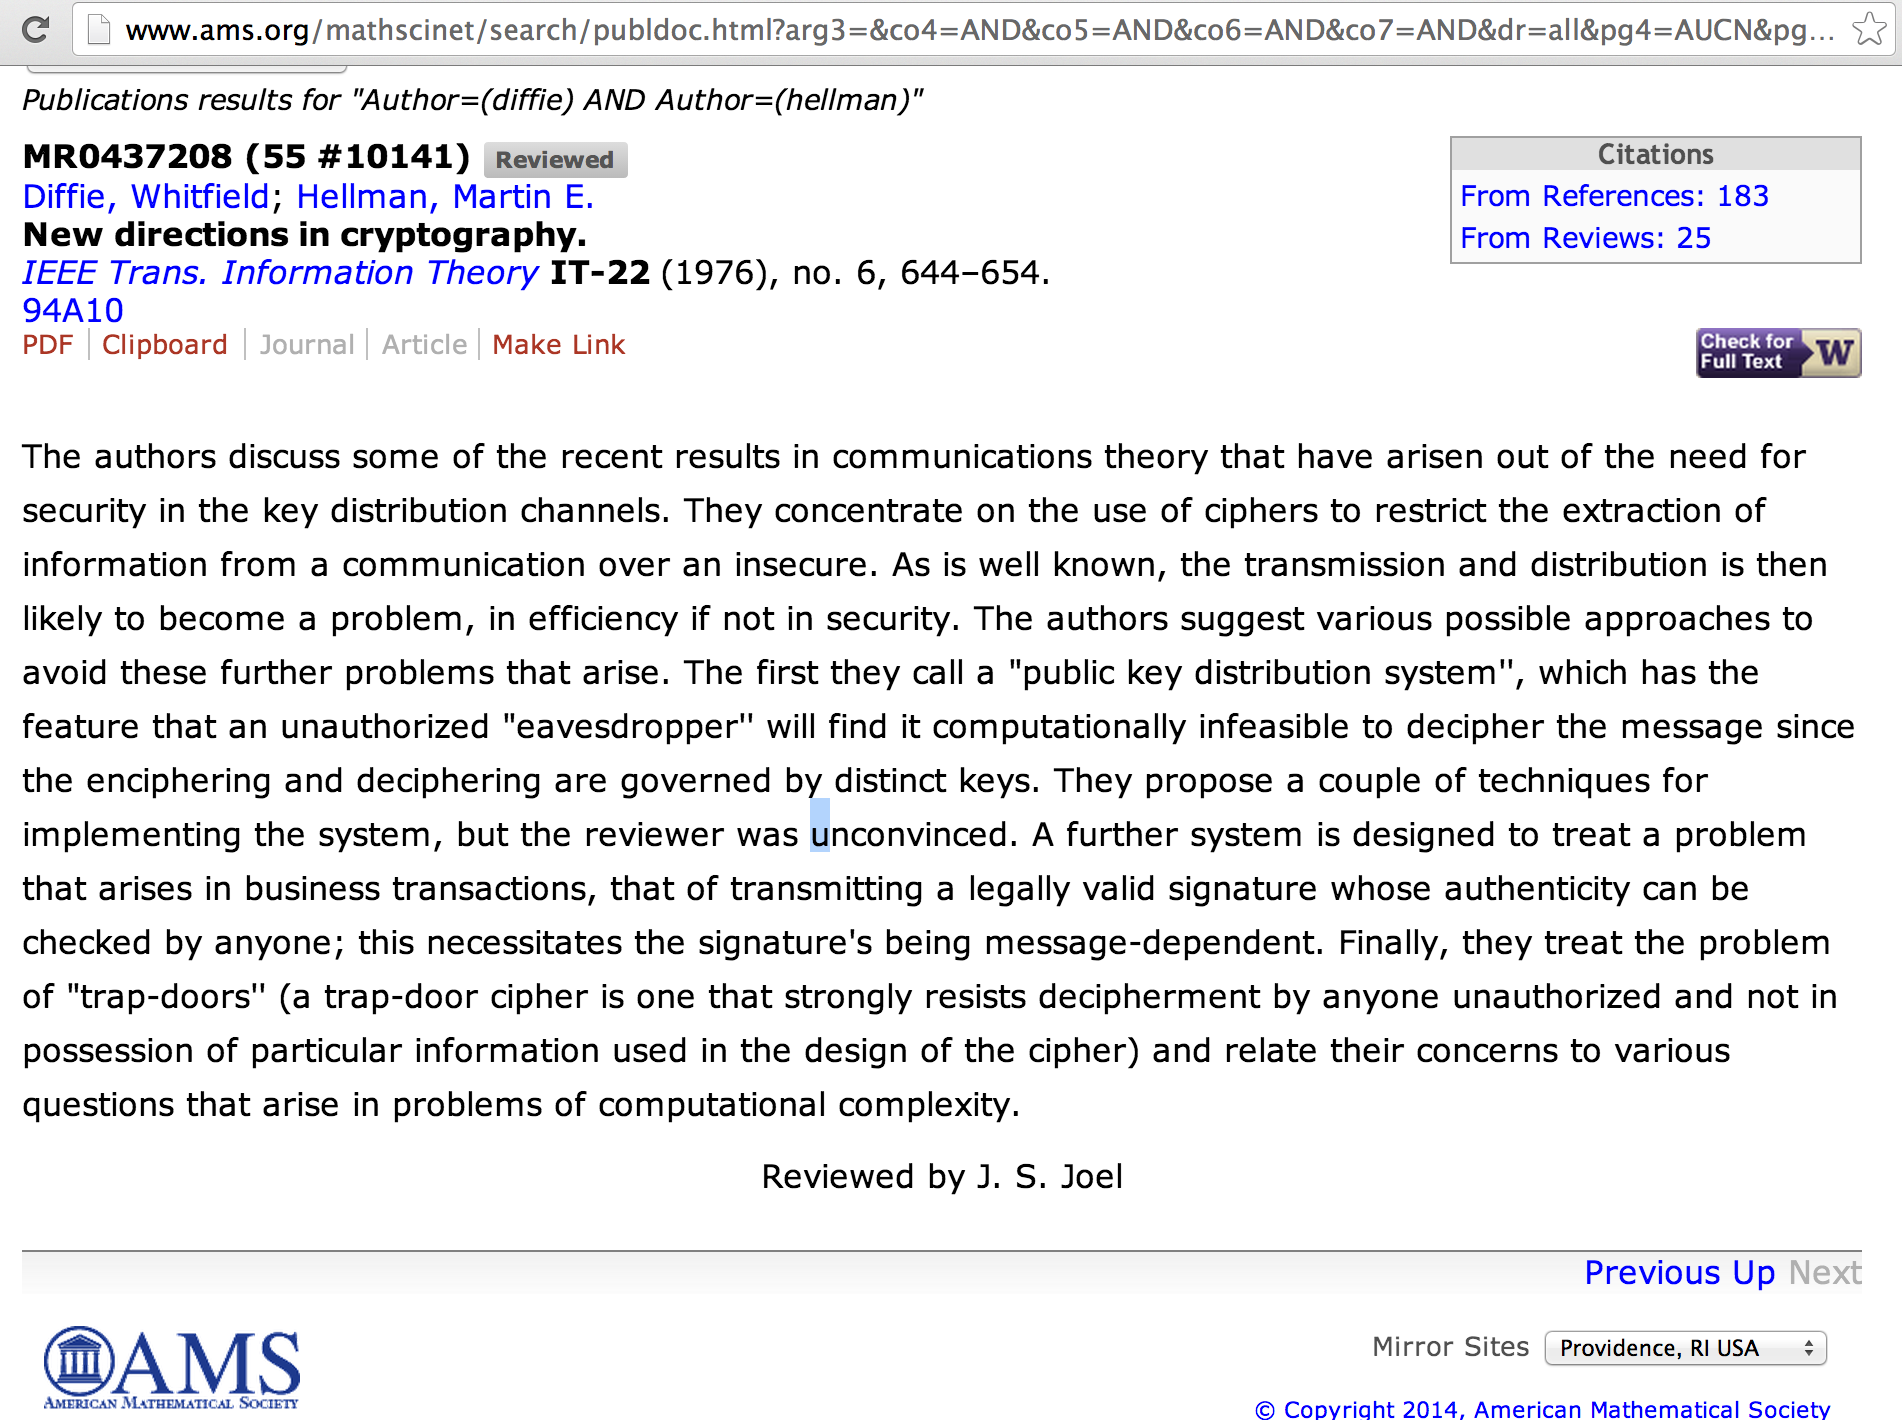 www.ams.org/mathscinet/search/publdoc.html?arg3=&co4=AND&co5=AND&co6=AND&co7=AND&dr=all&pg4=AUCN&pg...
Publications results for "Author=(diffie) AND Author=(hellman)"
MR0437208 (55 #10141) Reviewed
Diffie, Whitfield; Hellman, Martin E.
New directions in cryptography.
IEEE Trans. Information Theory IT-22 (1976), no. 6, 644–654.
94A10
PDF | Clipboard | Journal | Article | Make Link
Citations
From References: 183
From Reviews: 25
Check for
Full Text W
The authors discuss some of the recent results in communications theory that have arisen out of the need for
security in the key distribution channels. They concentrate on the use of ciphers to restrict the extraction of
information from a communication over an insecure. As is well known, the transmission and distribution is then
likely to become a problem, in efficiency if not in security. The authors suggest various possible approaches to
avoid these further problems that arise. The first they call a "public key distribution system'', which has the
feature that an unauthorized "eavesdropper'' will find it computationally infeasible to decipher the message since
the enciphering and deciphering are governed by distinct keys. They propose a couple of techniques for
implementing the system, but the reviewer was unconvinced. A further system is designed to treat a problem
that arises in business transactions, that of transmitting a legally valid signature whose authenticity can be
checked by anyone; this necessitates the signature's being message-dependent. Finally, they treat the problem
of "trap-doors'' (a trap-door cipher is one that strongly resists decipherment by anyone unauthorized and not in
possession of particular information used in the design of the cipher) and relate their concerns to various
questions that arise in problems of computational complexity.
Reviewed by J. S. Joel
Previous Up Next
AMS
AMERICAN MATHEMATICAL SOCIETY
Mirror Sites Providence, RI USA
© Copyright 2014, American Mathematical Society